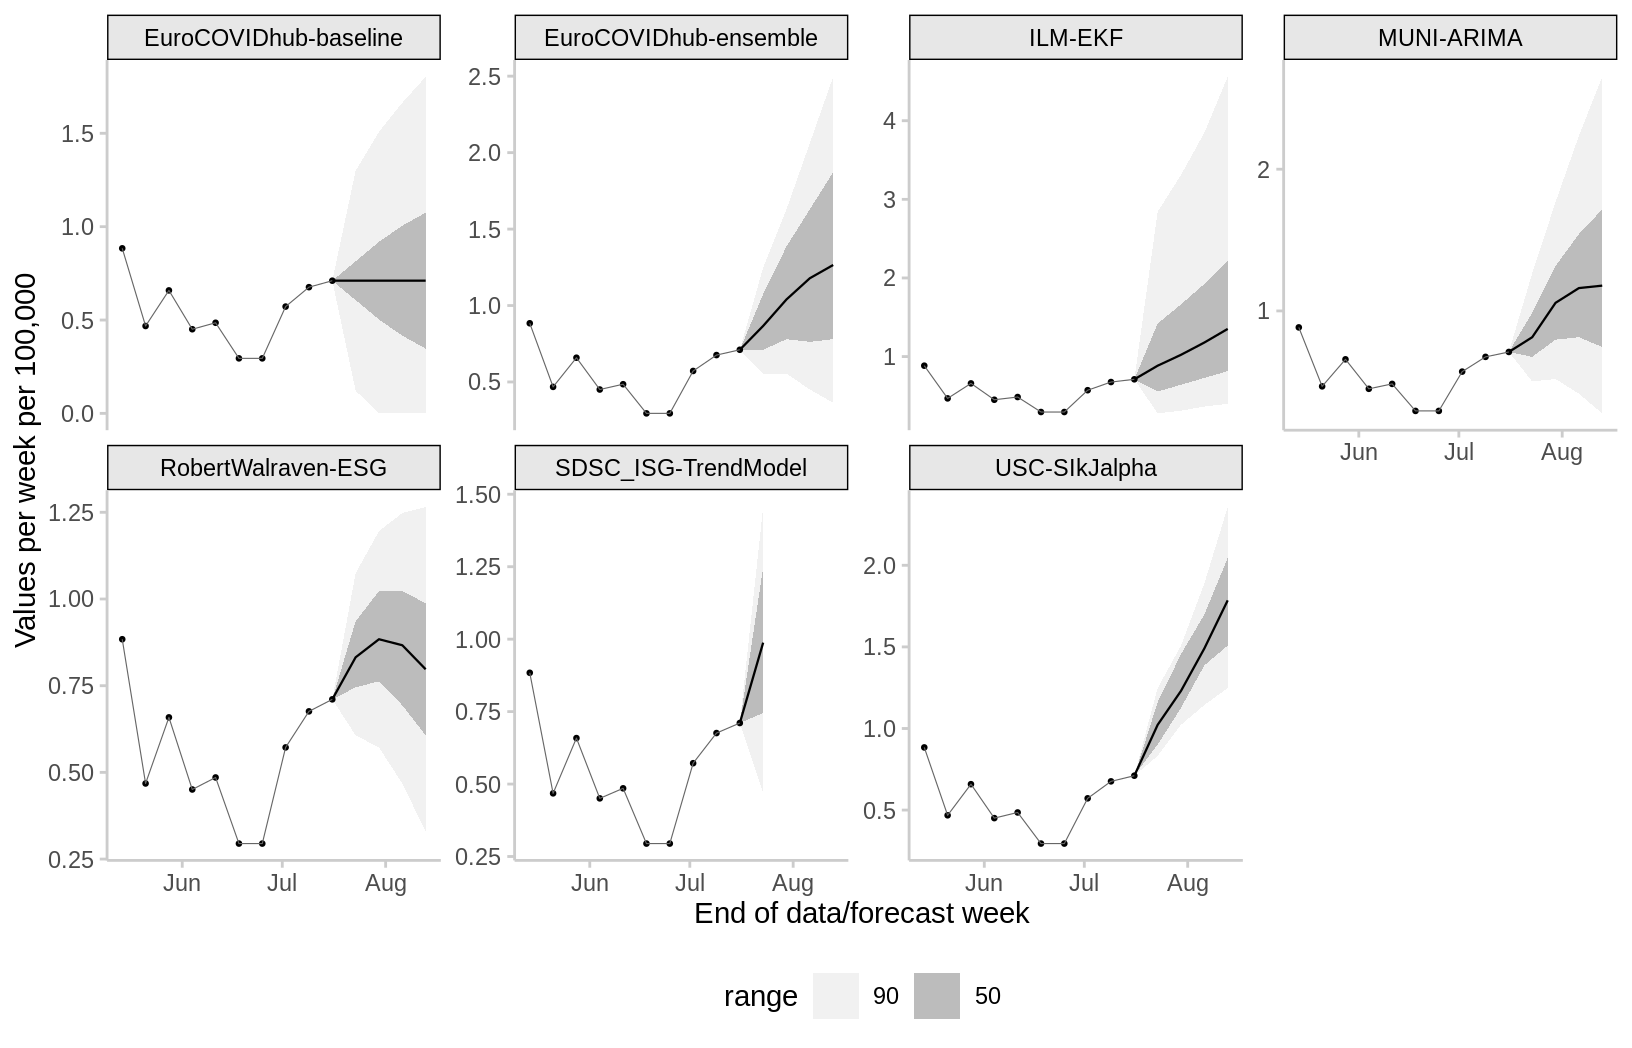 EuroCOVIDhub-baseline
EuroCOVIDhub-ensemble
ILM-EKF
MUNI-ARIMA
Values per week per 100,000
1.5
1.0
0.5
0.0
2.5
2.0
1.5
1.0
0.5
4
3
2
1
2
1
Jun Jul Aug
RobertWalraven-ESG
SDSC_ISG-TrendModel
USC-SIkJalpha
1.25
1.00
0.75
0.50
0.25
1.50
1.25
1.00
0.75
0.50
0.25
2.0
1.5
1.0
0.5
Jun Jul Aug
Jun Jul Aug
Jun Jul Aug
End of data/forecast week
range 90 50